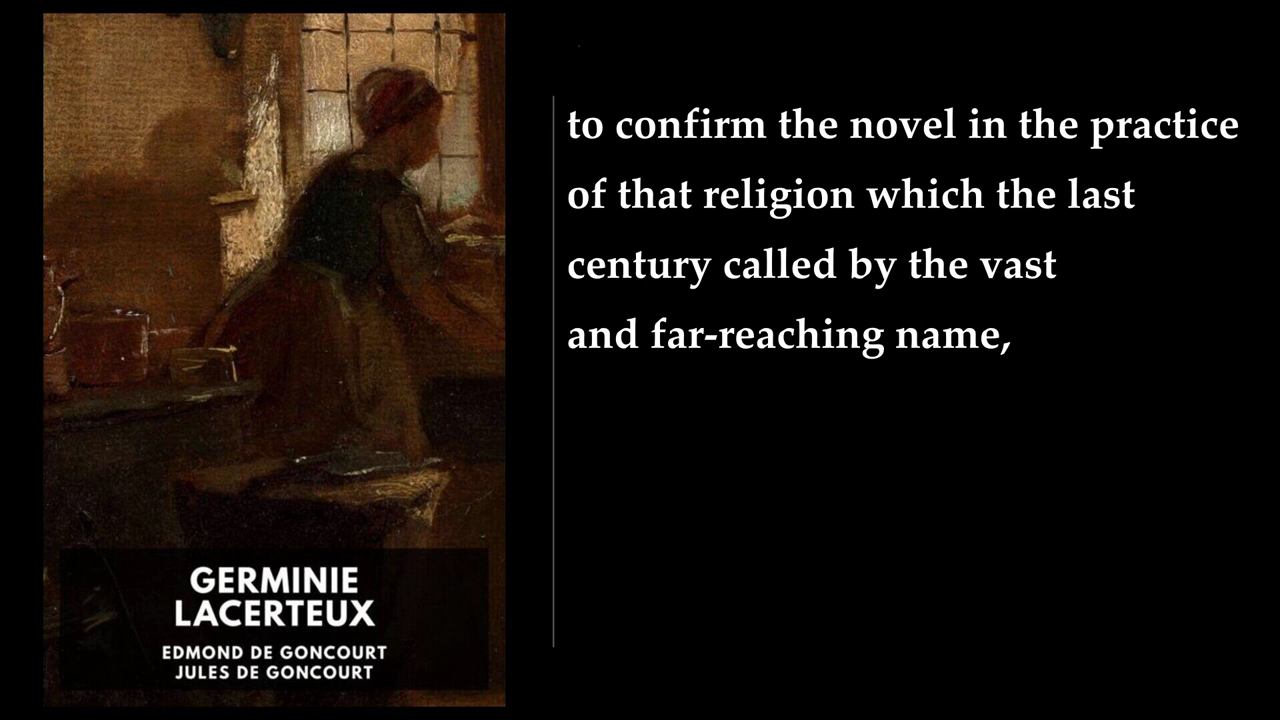 to confirm the novel in the practice
of that religion which the last
century called by the vast
and far-reaching name,
GERMINIE
LACERTEUX
EDMOND DE GONCOURT
JULES DE GONCOURT